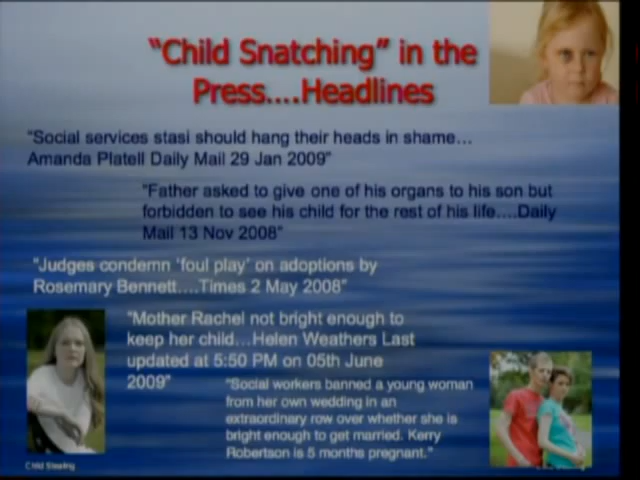 "Child Snatching" in the
Press....Headlines
"Social services stasi should hang their heads in shame...
Amanda Platell Daily Mail 29 Jan 2009"
"Father asked to give one of his organs to his son but
forbidden to see his child for the rest of his life....Daily
Mail 13 Nov 2008"
"Judges condemn 'foul play' on adoptions by
Rosemary Bennett....Times 2 May 2008"
"Mother Rachel not bright enough to
keep her child...Helen Weathers Last
updated at 5:50 PM on 05th June
2009"
"Social workers banned a young woman
from her own wedding in an
extraordinary row over whether she is
bright enough to get married. Kerry
Robertson is 5 months pregnant."
Child Stealing